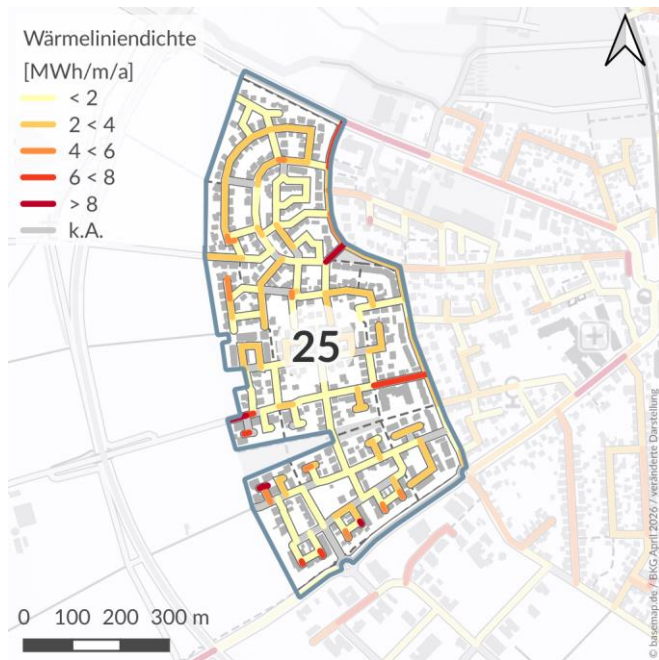 Wärmeliniendichte
[MWh/m/a]
< 2
2 < 4
4 < 6
6 < 8
> 8
k.A.
25
0 100 200 300 m
© basemap.de / BKG April 2026 / veränderte Darstellung